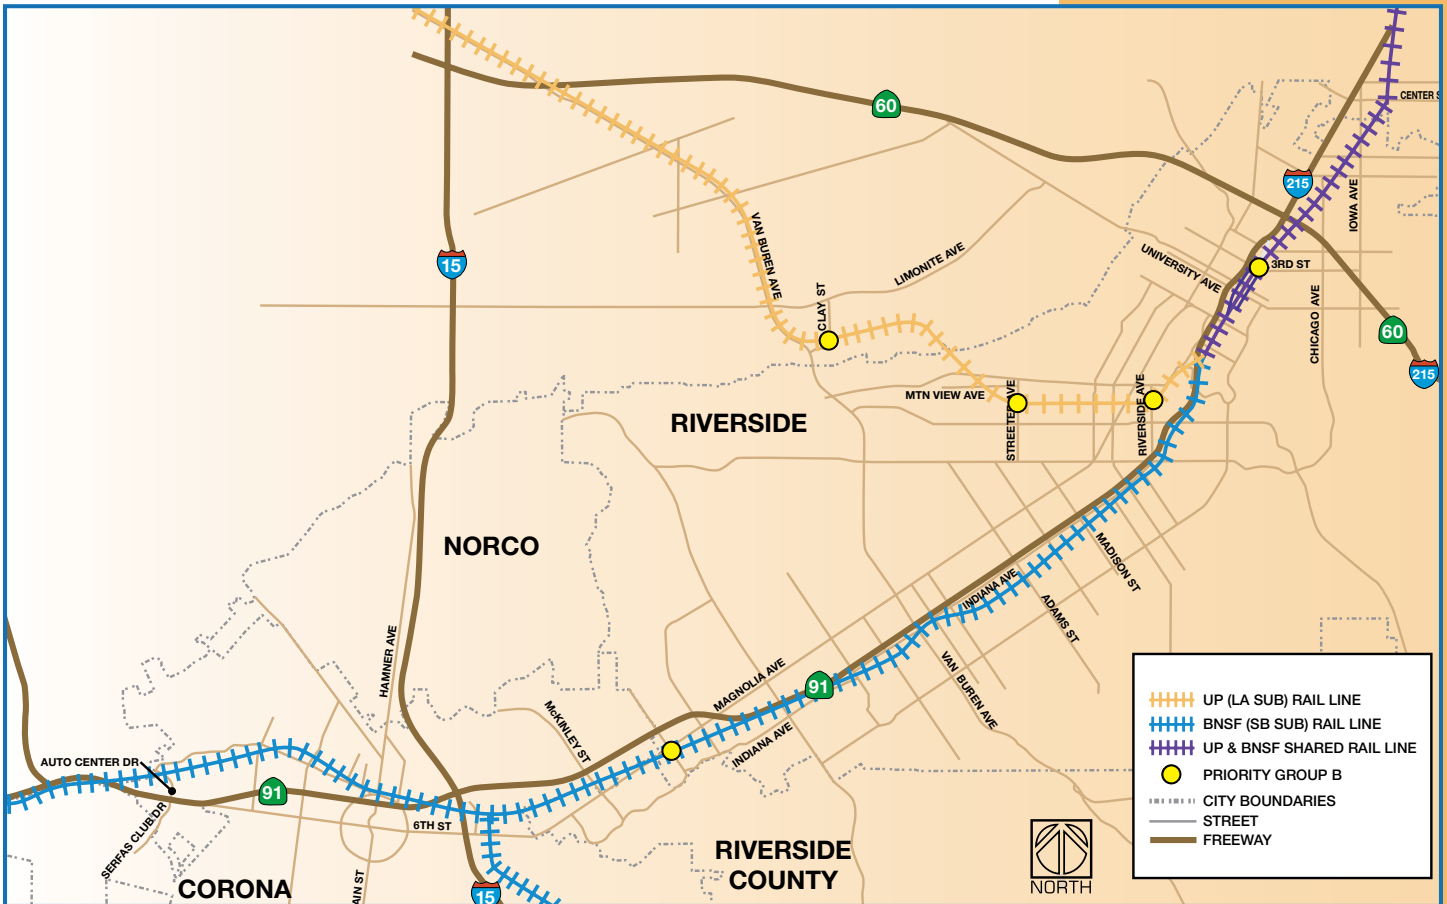 CENTER S
60
215
IOWA AVE
VAN BUREN AVE
15
LIMONITE AVE
UNIVERSITY AVE
3RD ST
CLAY ST
CHICAGO AVE
60
215
MTN VIEW AVE
RIVERSIDE AVE
RIVERSIDE
NORCO
MADISON ST
INDIANA AVE
ADAMS ST
HAMNER AVE
MAGNOLIA AVE
91
VAN BUREN AVE
McKINLEY ST
INDIANA AVE
AUTO CENTER DR
91
SERFAS CLUB DR
6TH ST
CORONA
AIN ST
15
RIVERSIDE
COUNTY
NORTH
UP (LA SUB) RAIL LINE
BNSF (SB SUB) RAIL LINE
UP & BNSF SHARED RAIL LINE
PRIORITY GROUP B
CITY BOUNDARIES
STREET
FREEWAY